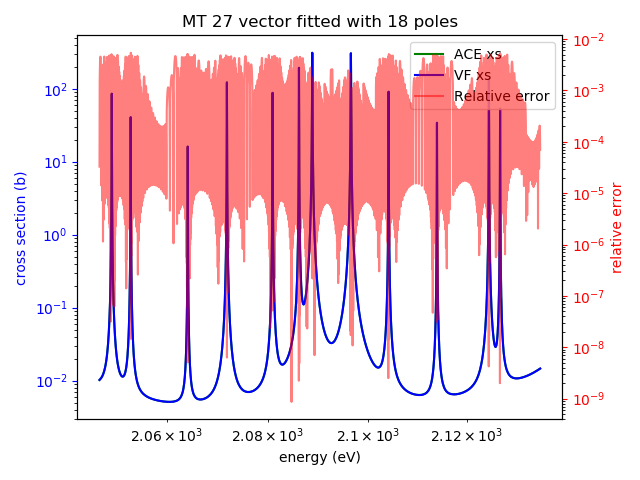 MT 27 vector fitted with 18 poles
ACE xs
VF xs
Relative error
10²
10¹
10⁰
10⁻¹
10⁻²
cross section (b)
10⁻²
10⁻³
10⁻⁴
10⁻⁵
10⁻⁶
10⁻⁷
10⁻⁸
10⁻⁹
relative error
2.06 × 10³
2.08 × 10³
2.1 × 10³
2.12 × 10³
energy (eV)